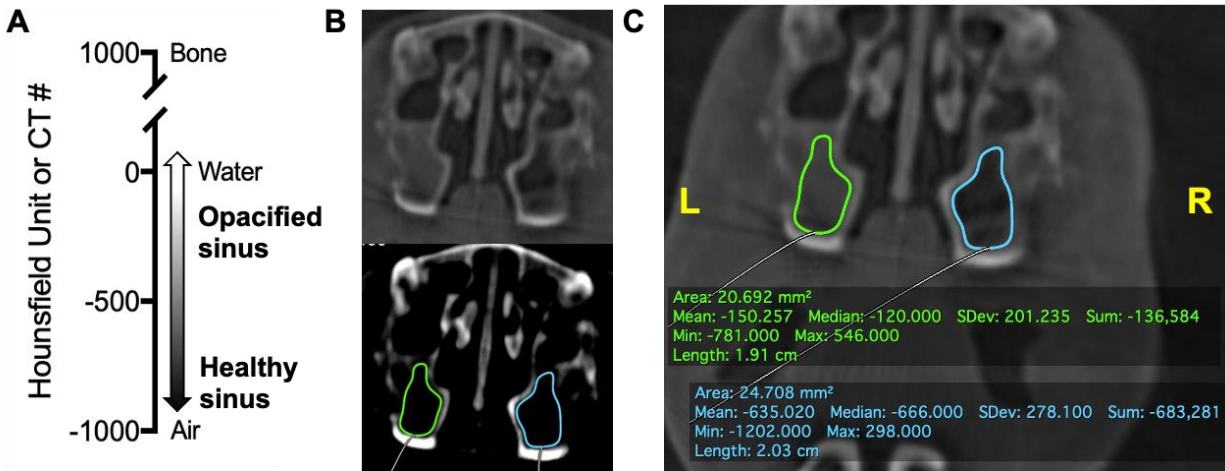 A
B
C
Hounsfield Unit or CT #
1000
Bone
0
Water
Opacified
sinus
-500
Healthy
sinus
-1000
Air
L
R
Area: 20.692 mm²
Mean: -150.257 Median: -120.000 SDev: 201.235 Sum: -136,584
Min: -781.000 Max: 546.000
Length: 1.91 cm
Area: 24.708 mm²
Mean: -635.020 Median: -666.000 SDev: 278.100 Sum: -683,281
Min: -1202.000 Max: 298.000
Length: 2.03 cm